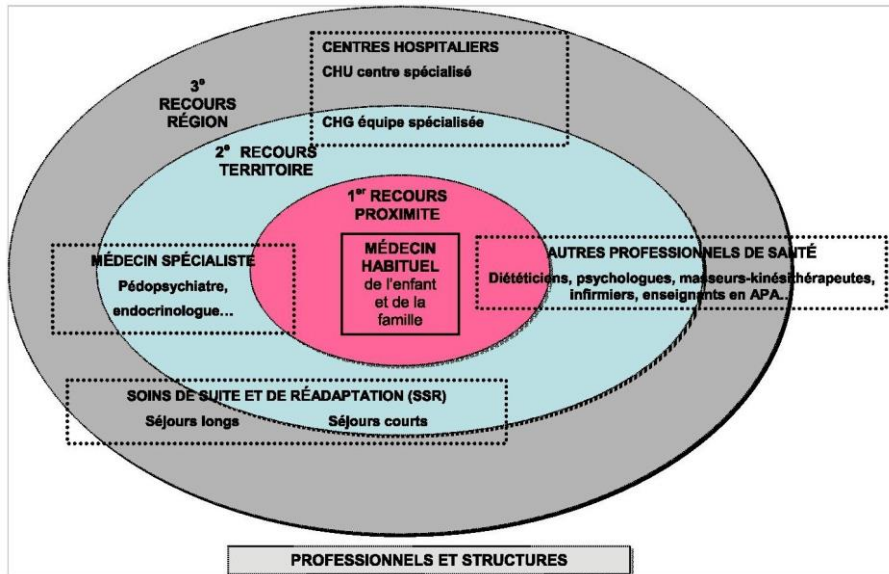 CENTRES HOSPITALIERS
CHU centre spécialisé
CHG équipe spécialisée
3e
RECOURS
RÉGION
2e RECOURS
TERRITOIRE
1er RECOURS
PROXIMITE
MÉDECIN
HABITUEL
de l'enfant
et de la
famille
MÉDECIN SPÉCIALISTE
Pédopsychiatre,
endocrinologue…
AUTRES PROFESSIONNELS DE SANTÉ
Diététiciens, psychologues, masseurs-kinésithérapeutes,
infirmiers, enseignants en APA…
SOINS DE SUITE ET DE RÉADAPTATION (SSR)
Séjours longs Séjours courts
PROFESSIONNELS ET STRUCTURES